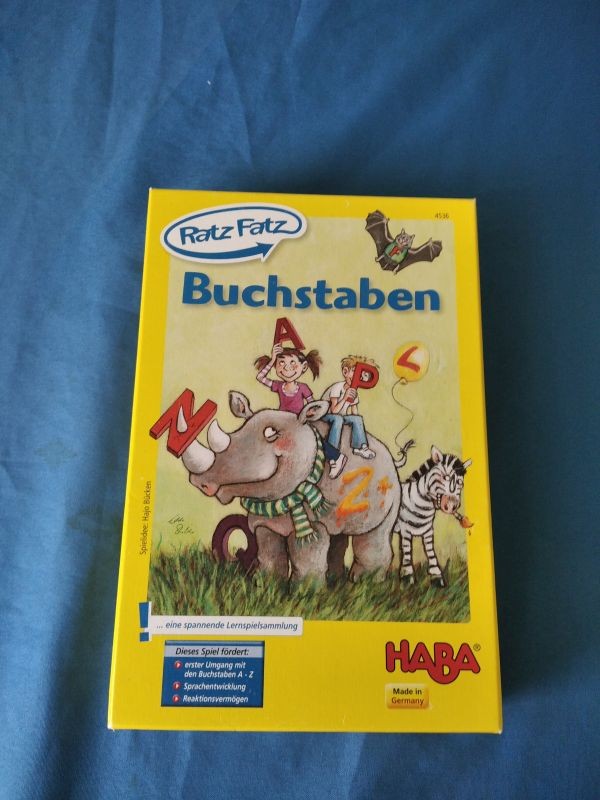 4536
Ratz Fatz
Buchstaben
A
P
L
N
Z
Q
Spielidee: Hajo Bücken
... eine spannende Lernspielsammlung
Dieses Spiel fördert:
erster Umgang mit
den Buchstaben A - Z
Sprachentwicklung
Reaktionsvermögen
HABA®
Made in
Germany